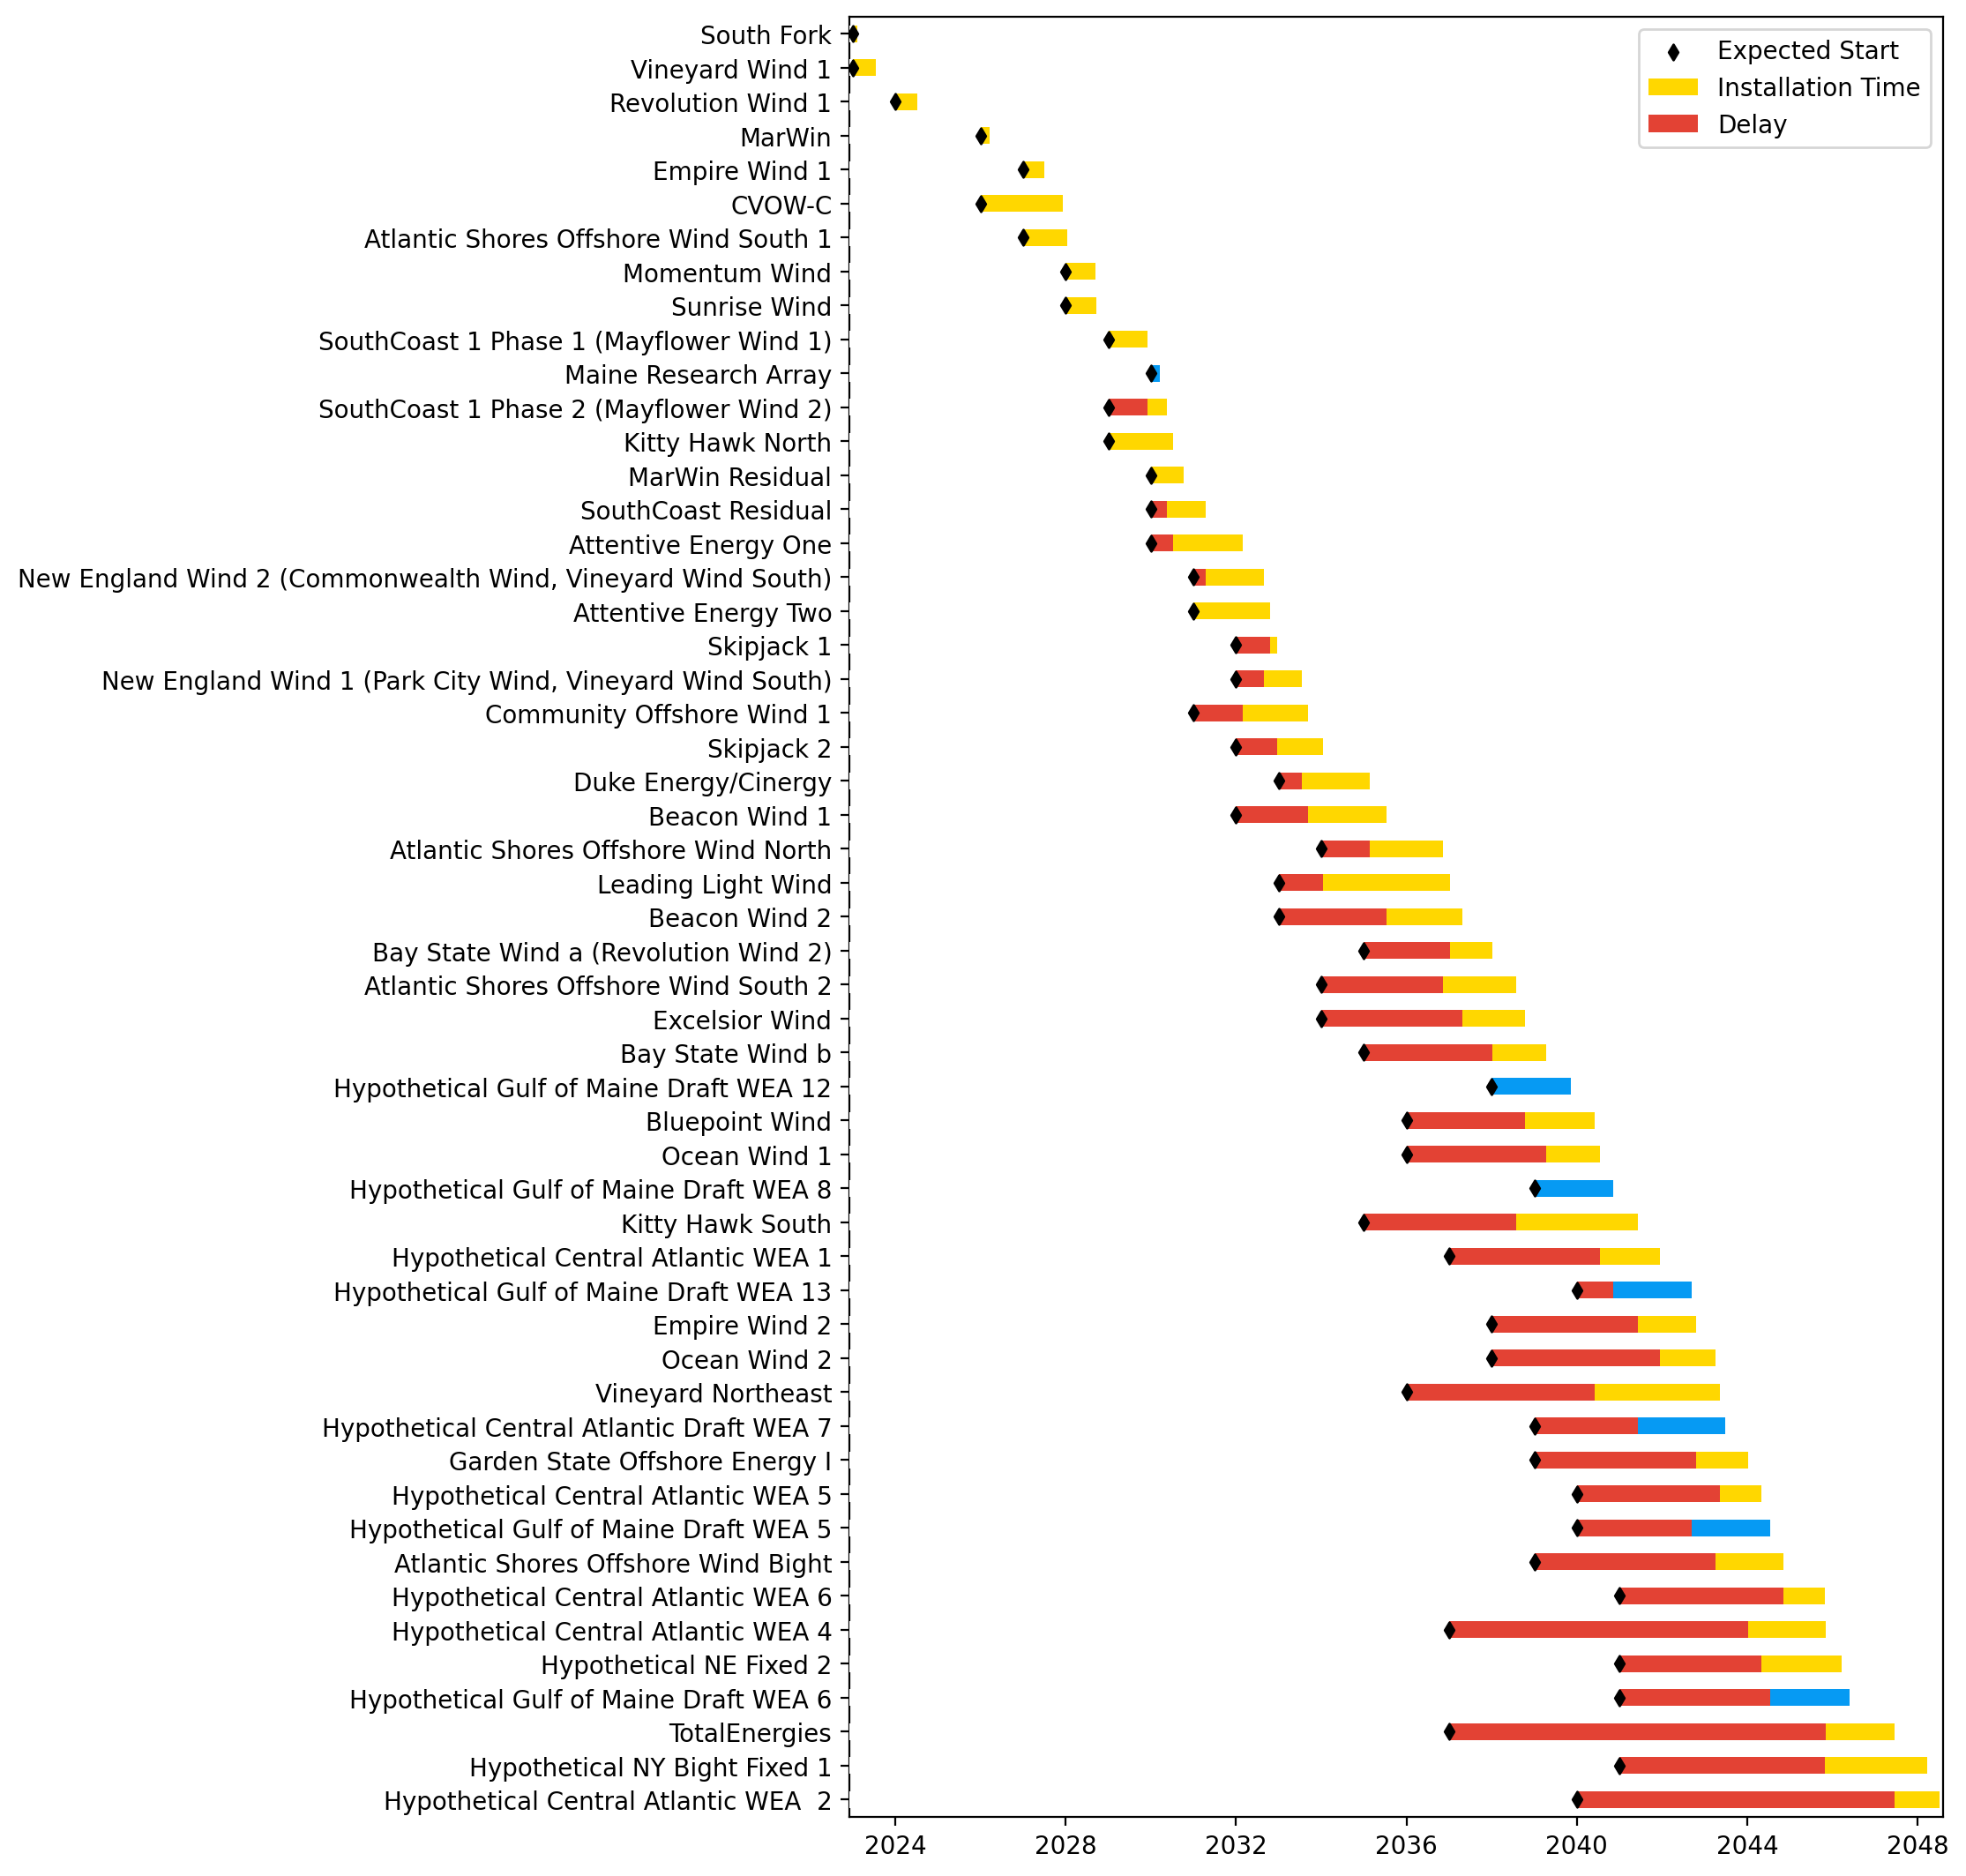 South Fork
Vineyard Wind 1
Revolution Wind 1
MarWin
Empire Wind 1
CVOW-C
Atlantic Shores Offshore Wind South 1
Momentum Wind
Sunrise Wind
SouthCoast 1 Phase 1 (Mayflower Wind 1)
Maine Research Array
SouthCoast 1 Phase 2 (Mayflower Wind 2)
Kitty Hawk North
MarWin Residual
SouthCoast Residual
Attentive Energy One
New England Wind 2 (Commonwealth Wind, Vineyard Wind South)
Attentive Energy Two
Skipjack 1
New England Wind 1 (Park City Wind, Vineyard Wind South)
Community Offshore Wind 1
Skipjack 2
Duke Energy/Cinergy
Beacon Wind 1
Atlantic Shores Offshore Wind North
Leading Light Wind
Beacon Wind 2
Bay State Wind a (Revolution Wind 2)
Atlantic Shores Offshore Wind South 2
Excelsior Wind
Bay State Wind b
Hypothetical Gulf of Maine Draft WEA 12
Bluepoint Wind
Ocean Wind 1
Hypothetical Gulf of Maine Draft WEA 8
Kitty Hawk South
Hypothetical Central Atlantic WEA 1
Hypothetical Gulf of Maine Draft WEA 13
Empire Wind 2
Ocean Wind 2
Vineyard Northeast
Hypothetical Central Atlantic Draft WEA 7
Garden State Offshore Energy I
Hypothetical Central Atlantic WEA 5
Hypothetical Gulf of Maine Draft WEA 5
Atlantic Shores Offshore Wind Bight
Hypothetical Central Atlantic WEA 6
Hypothetical Central Atlantic WEA 4
Hypothetical NE Fixed 2
Hypothetical Gulf of Maine Draft WEA 6
TotalEnergies
Hypothetical NY Bight Fixed 1
Hypothetical Central Atlantic WEA  2
Expected Start
Installation Time
Delay
2024 2028 2032 2036 2040 2044 2048